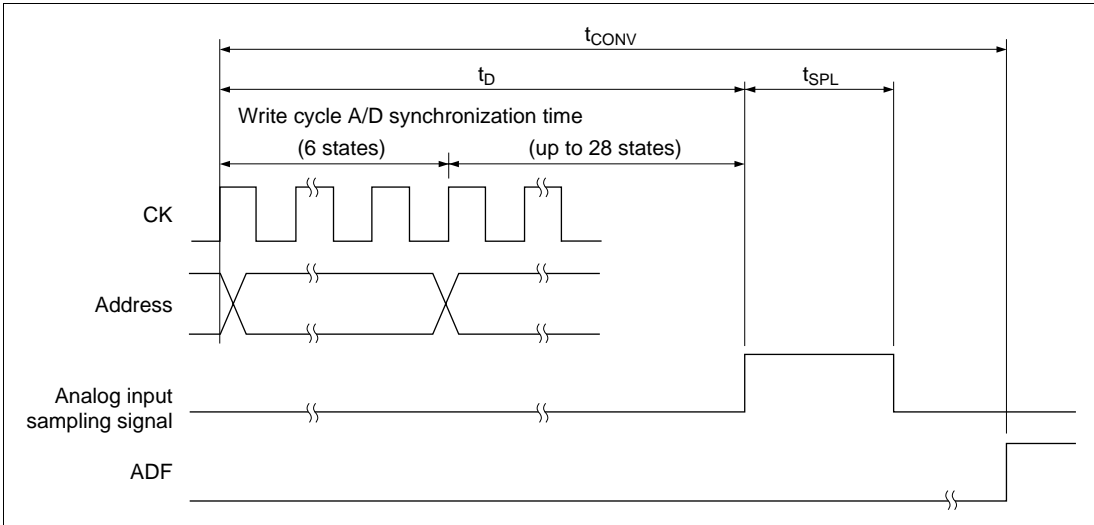 tCONV
tD
tSPL
Write cycle A/D synchronization time
(6 states)
(up to 28 states)
CK
Address
Analog input
sampling signal
ADF